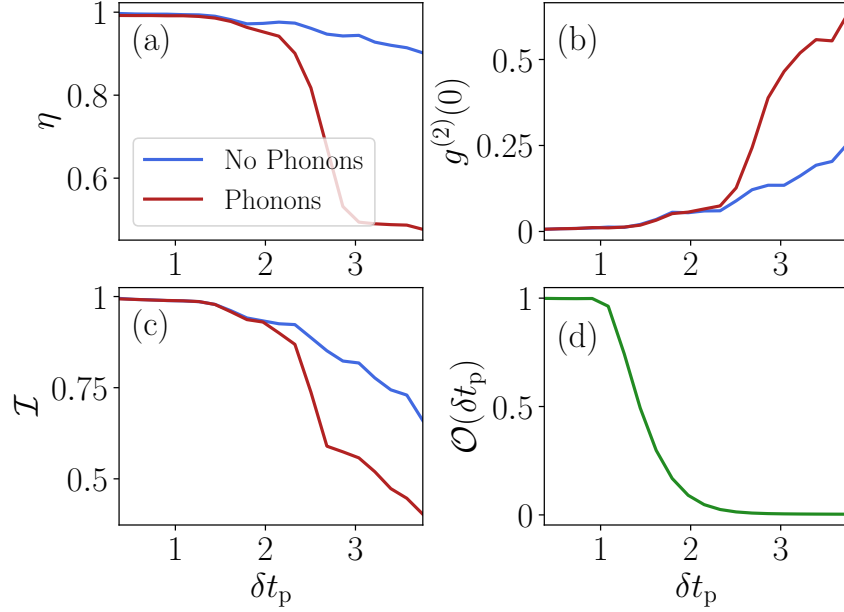 (a)
1
0.8
0.6
η
No Phonons
Phonons
1 2 3
(b)
0.5
0.25
0
g^{(2)}(0)
1 2 3
(c)
1
0.75
0.5
𝓘
1 2 3
δt_p
(d)
1
0.5
0
𝒪(δt_p)
1 2 3
δt_p